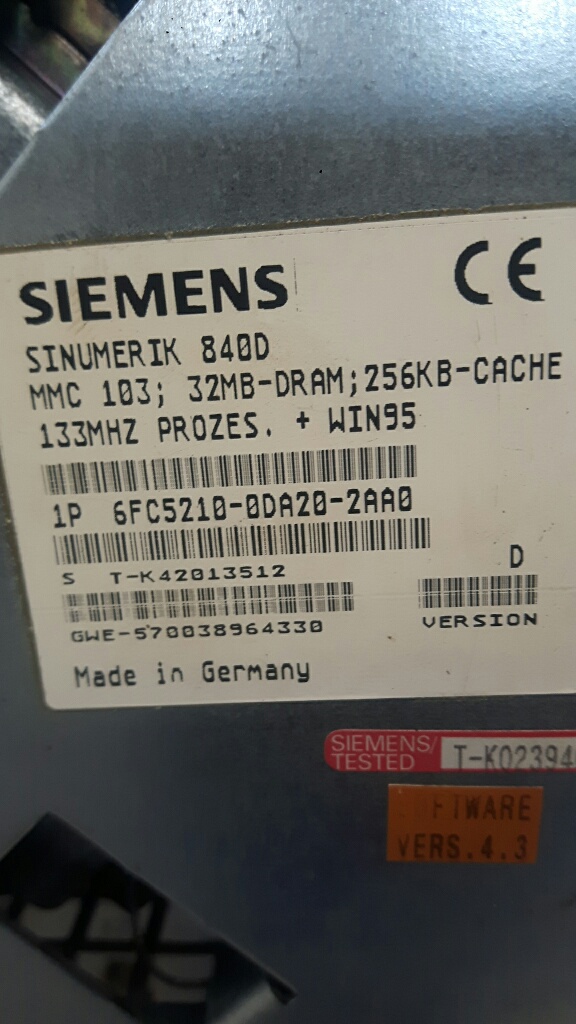 SIEMENS CE
SINUMERIK 840D
MMC 103; 32MB-DRAM;256KB-CACHE
133MHZ PROZES. + WIN95
1P 6FC5210-0DA20-2AA0
S T-K42013512
D
GWE-570038964330
VERSION
Made in Germany
SIEMENS/
TESTED
T-K02394
VERS.4.3